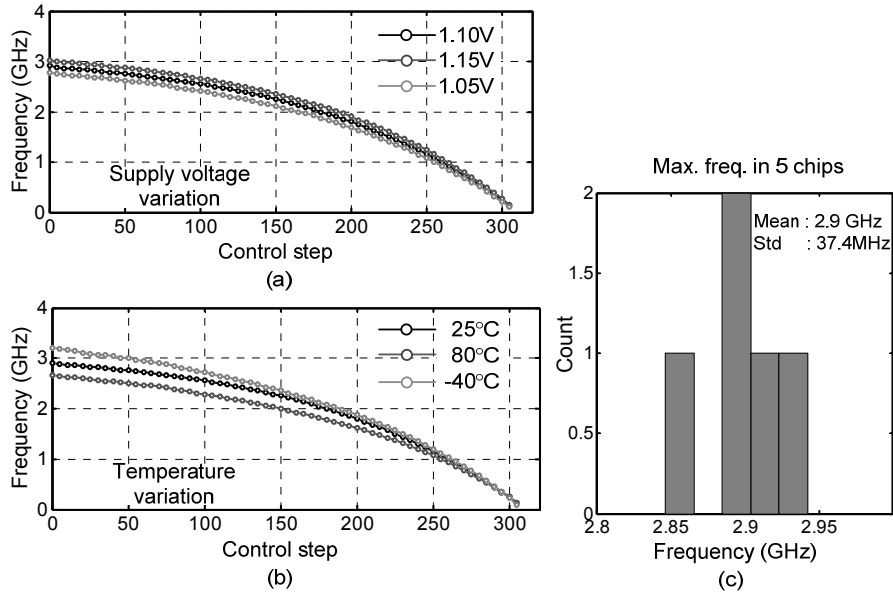 4
3
2
1
0
Frequency (GHz)
1.10V
1.15V
1.05V
Supply voltage
variation
0 50 100 150 200 250 300
Control step
(a)
4
3
2
1
0
Frequency (GHz)
25°C
80°C
-40°C
Temperature
variation
0 50 100 150 200 250 300
Control step
(b)
Max. freq. in 5 chips
2
1.5
1
0.5
0
Count
Mean : 2.9 GHz
Std : 37.4MHz
2.8 2.85 2.9 2.95
Frequency (GHz)
(c)